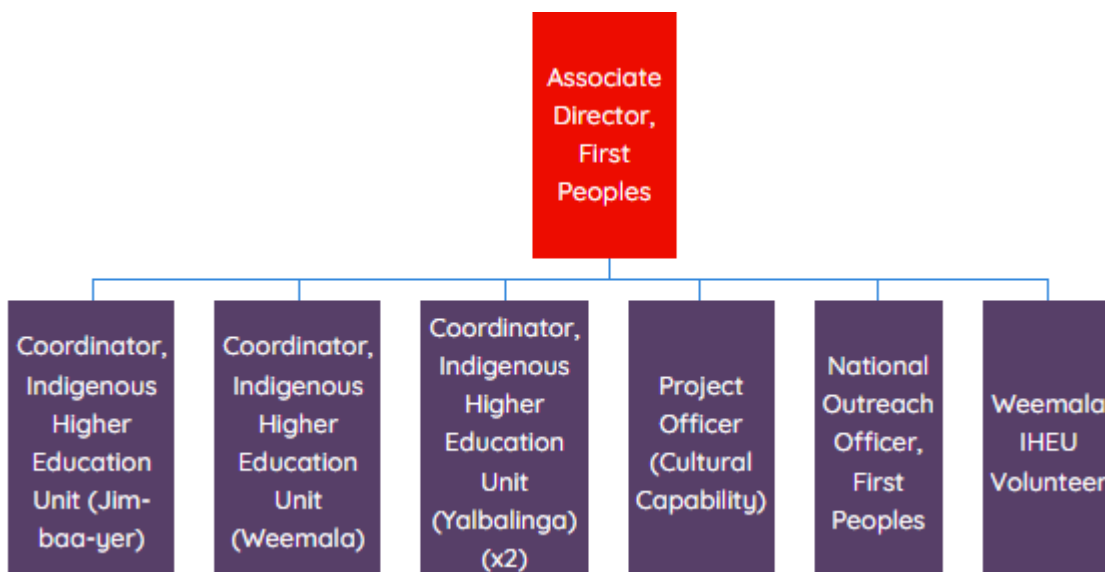 Associate
Director,
First
Peoples
Coordinator,
Indigenous
Higher
Education
Unit (Jim-
baa-yer)
Coordinator,
Indigenous
Higher
Education
Unit
(Weemala)
Coordinator,
Indigenous
Higher
Education
Unit
(Yalbalinga)
(x2)
Project
Officer
(Cultural
Capability)
National
Outreach
Officer,
First
Peoples
Weemala
IHEU
Volunteer